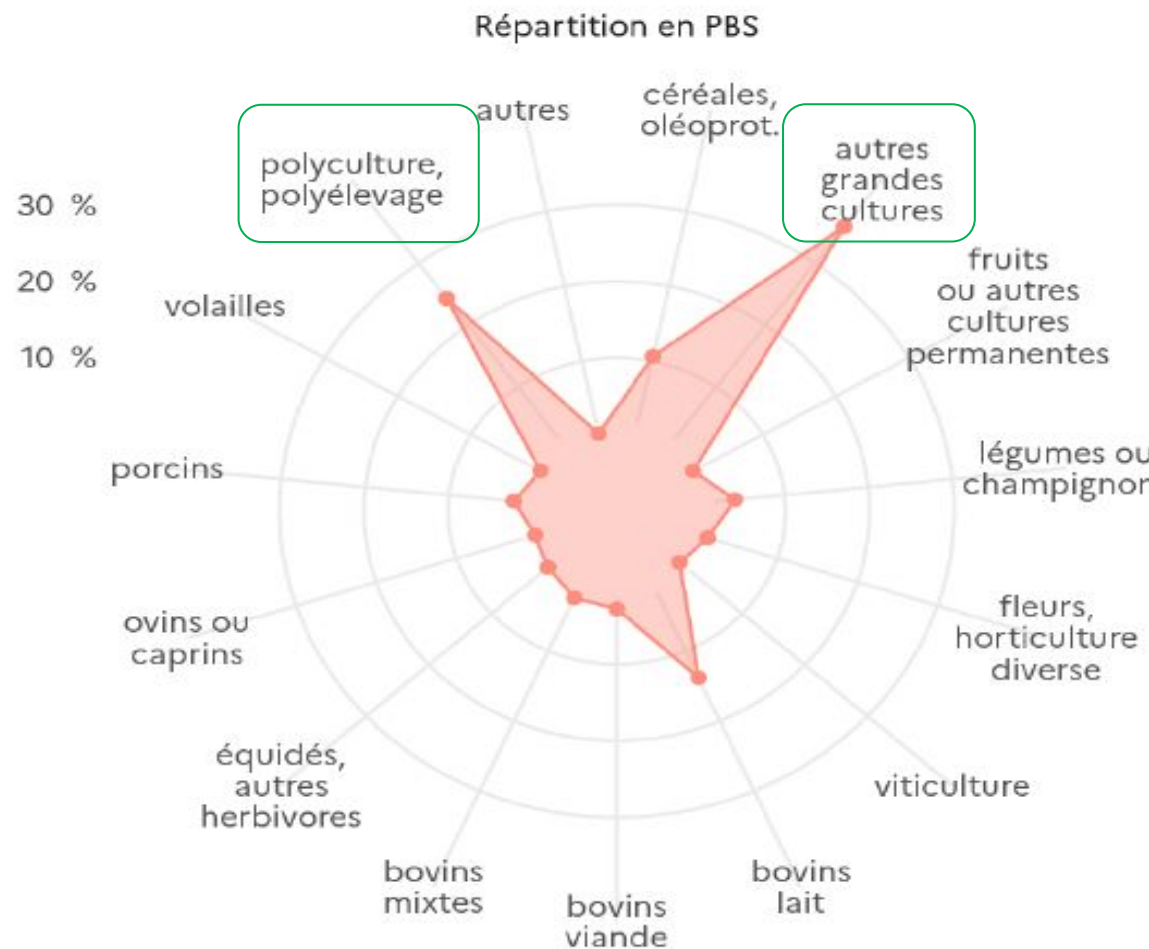 Répartition en PBS
autres
céréales,
oléoprot.
autres
grandes
cultures
polyculture,
polyélevage
30 %
20 %
10 %
fruits
ou autres
cultures
permanentes
volailles
légumes ou
champignon
porcins
fleurs,
horticulture
diverse
ovins ou
caprins
viticulture
équidés,
autres
herbivores
bovins
mixtes
bovins
viande
bovins
lait